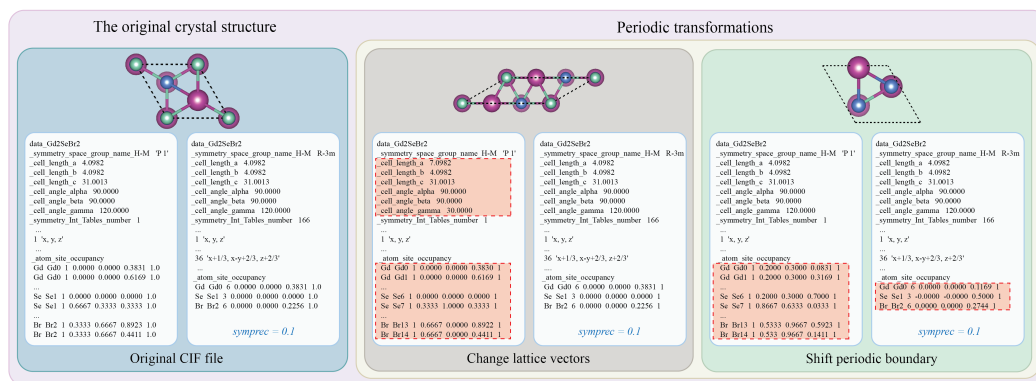 The original crystal structure
Periodic transformations
data_Gd2SeBr2
_symmetry_space_group_name_H-M 'P 1'
_cell_length_a 4.0982
_cell_length_b 4.0982
_cell_length_c 31.0013
_cell_angle_alpha 90.0000
_cell_angle_beta 90.0000
_cell_angle_gamma 120.0000
_symmetry_Int_Tables_number 1
...
1 'x, y, z'
...
_atom_site_occupancy
Gd Gd0 1 0.0000 0.0000 0.3831 1.0
Gd Gd0 1 0.0000 0.0000 0.6169 1.0
...
Se Se1 1 0.0000 0.0000 0.0000 1.0
Se Se1 1 0.6667 0.3333 0.3333 1.0
...
Br Br2 1 0.3333 0.6667 0.8923 1.0
Br Br2 1 0.3333 0.6667 0.4411 1.0
data_Gd2SeBr2
_symmetry_space_group_name_H-M R-3m
_cell_length_a 4.0982
_cell_length_b 4.0982
_cell_length_c 31.0013
_cell_angle_alpha 90.0000
_cell_angle_beta 90.0000
_cell_angle_gamma 120.0000
_symmetry_Int_Tables_number 166
...
1 'x, y, z'
...
36 'x+1/3, x-y+2/3, z+2/3'
....
_atom_site_occupancy
Gd Gd0 6 0.0000 0.0000 0.3831 1.0
Se Se1 3 0.0000 0.0000 0.0000 1.0
Br Br2 6 0.0000 0.0000 0.2256 1.0
symprec = 0.1
Original CIF file
data_Gd2SeBr2
_symmetry_space_group_name_H-M 'P 1'
_cell_length_a 7.0982
_cell_length_b 4.0982
_cell_length_c 31.0013
_cell_angle_alpha 90.0000
_cell_angle_beta 90.0000
_cell_angle_gamma 30.0000
_symmetry_Int_Tables_number 1
...
1 'x, y, z'
...
_atom_site_occupancy
Gd Gd0 1 0.0000 0.0000 0.3830 1
Gd Gd1 1 0.0000 0.0000 0.6169 1
...
Se Se6 1 0.0000 0.0000 0.0000 1
Se Se7 1 0.3333 1.0000 0.3333 1
...
Br Br13 1 0.6667 0.0000 0.8922 1
Br Br14 1 0.6667 0.0000 0.4411 1
data_Gd2SeBr2
_symmetry_space_group_name_H-M R-3m
_cell_length_a 4.0982
_cell_length_b 4.0982
_cell_length_c 31.0013
_cell_angle_alpha 90.0000
_cell_angle_beta 90.0000
_cell_angle_gamma 120.0000
_symmetry_Int_Tables_number 166
...
1 'x, y, z'
...
36 'x+1/3, x-y+2/3, z+2/3'
....
_atom_site_occupancy
Gd Gd0 6 0.0000 0.0000 0.3831 1
Se Se1 3 0.0000 0.0000 0.0000 1
Br Br2 6 0.0000 0.0000 0.2256 1
symprec = 0.1
Change lattice vectors
data_Gd2SeBr2
_symmetry_space_group_name_H-M 'P 1'
_cell_length_a 4.0982
_cell_length_b 4.0982
_cell_length_c 31.0013
_cell_angle_alpha 90.0000
_cell_angle_beta 90.0000
_cell_angle_gamma 120.0000
_symmetry_Int_Tables_number 1
...
1 'x, y, z'
...
_atom_site_occupancy
Gd Gd0 1 0.2000 0.3000 0.0831 1
Gd Gd1 1 0.2000 0.3000 0.3169 1
...
Se Se6 1 0.2000 0.3000 0.7000 1
Se Se7 1 0.8667 0.6333 0.0333 1
...
Br Br13 1 0.5333 0.9667 0.5923 1
Br Br14 1 0.533 0.9667 0.1411 1
data_Gd2SeBr2
_symmetry_space_group_name_H-M R-3m
_cell_length_a 4.0982
_cell_length_b 4.0982
_cell_length_c 31.0013
_cell_angle_alpha 90.0000
_cell_angle_beta 90.0000
_cell_angle_gamma 120.0000
_symmetry_Int_Tables_number 166
...
1 'x, y, z'
...
36 'x+1/3, x-y+2/3, z+2/3'
....
_atom_site_occupancy
Gd Gd0 6 0.0000 0.0000 0.1169 1
Se Se1 3 -0.0000 -0.0000 0.5000 1
Br Br2 6 0.0000 0.0000 0.2744 1
symprec = 0.1
Shift periodic boundary